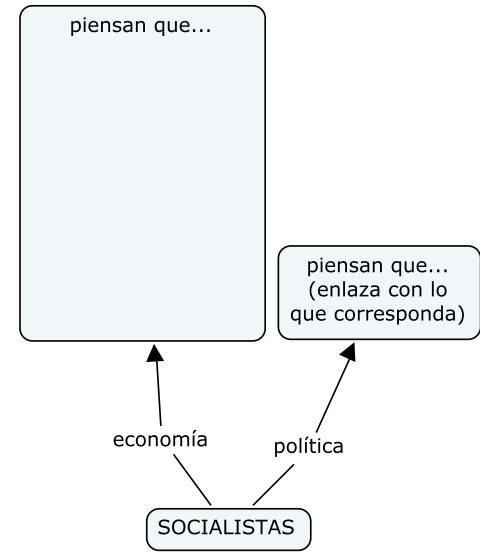 piensan que...
piensan que...
(enlaza con lo
que corresponda)
economía
política
SOCIALISTAS